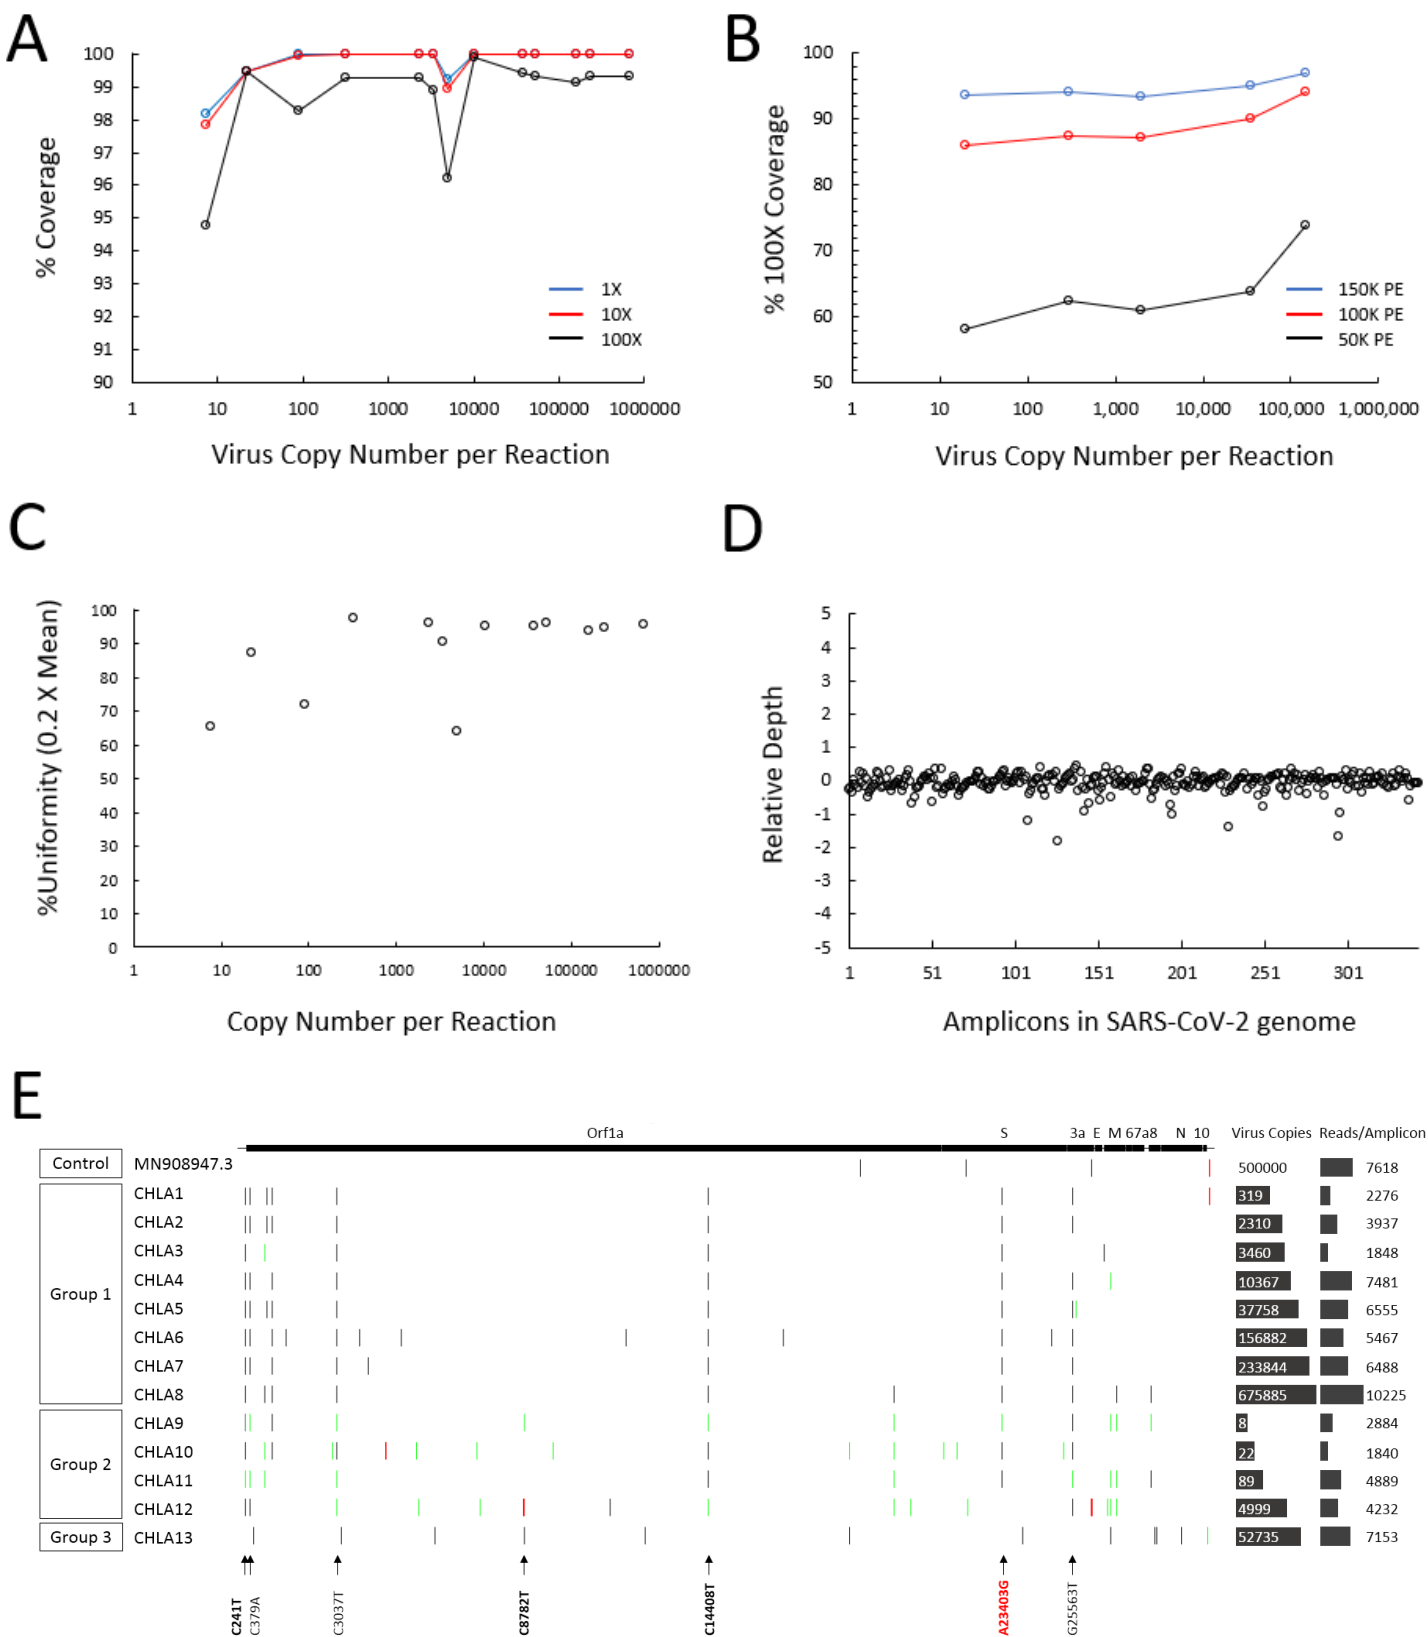 A
% Coverage
100
99
98
97
96
95
94
93
92
91
90
1X
10X
100X
1 10 100 1000 10000 100000 1000000
Virus Copy Number per Reaction
B
% 100X Coverage
100
90
80
70
60
50
150K PE
100K PE
50K PE
1 10 100 1,000 10,000 100,000 1,000,000
Virus Copy Number per Reaction
C
%Uniformity (0.2 X Mean)
100
90
80
70
60
50
40
30
20
10
0
1 10 100 1000 10000 100000 1000000
Copy Number per Reaction
D
Relative Depth
5
4
3
2
1
0
-1
-2
-3
-4
-5
1 51 101 151 201 251 301
Amplicons in SARS-CoV-2 genome
E
Orf1a S 3a E M 67a8 N 10 Virus Copies Reads/Amplicon
Control MN908947.3 500000 7618
CHLA1 319 2276
CHLA2 2310 3937
CHLA3 3460 1848
CHLA4 10367 7481
Group 1
CHLA5 37758 6555
CHLA6 156882 5467
CHLA7 233844 6488
CHLA8 675885 10225
CHLA9 8 2884
CHLA10 22 1840
Group 2
CHLA11 89 4889
CHLA12 4999 4232
Group 3 CHLA13 52735 7153
C241T
C379A
C3037T
C8782T
C14408T
A23403G
G25563T